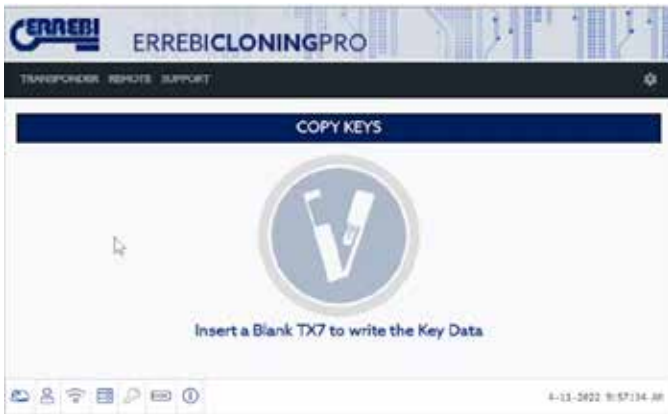 ERREBI
ERREBICLONINGPRO
TRANSPONDER REMOTE SUPPORT
COPY KEYS
Insert a Blank TX7 to write the Key Data